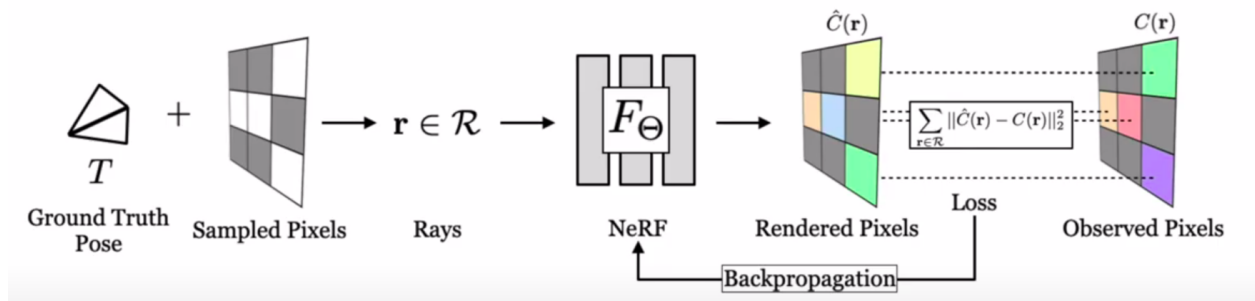 Ĉ(r)
C(r)
+
r ∈ ℛ
F_Θ
∑_{r∈ℛ} ||Ĉ(r) − C(r)||₂²
T
Ground Truth
Pose
Sampled Pixels
Rays
NeRF
Rendered Pixels
Loss
Observed Pixels
Backpropagation